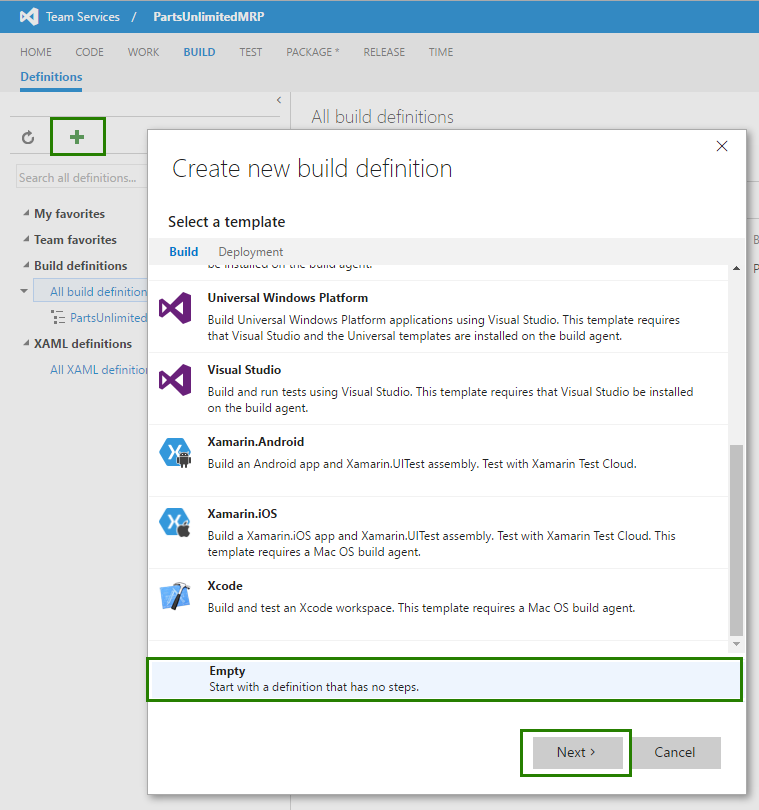 Team Services / PartsUnlimitedMRP
HOME CODE WORK BUILD TEST PACKAGE * RELEASE TIME
Definitions
All build definitions
Search all definitions...
My favorites
Team favorites
Build definitions
All build definition
PartsUnlimited
XAML definitions
All XAML definitio
Create new build definition
Select a template
Build Deployment
be installed on the build agent.
Universal Windows Platform
Build Universal Windows Platform applications using Visual Studio. This template requires
that Visual Studio and the Universal templates are installed on the build agent.
Visual Studio
Build and run tests using Visual Studio. This template requires that Visual Studio be installed
on the build agent.
Xamarin.Android
Build an Android app and Xamarin.UITest assembly. Test with Xamarin Test Cloud.
Xamarin.iOS
Build a Xamarin.iOS app and Xamarin.UITest assembly. Test with Xamarin Test Cloud. This
template requires a Mac OS build agent.
Xcode
Build and test an Xcode workspace. This template requires a Mac OS build agent.
Empty
Start with a definition that has no steps.
Next >
Cancel